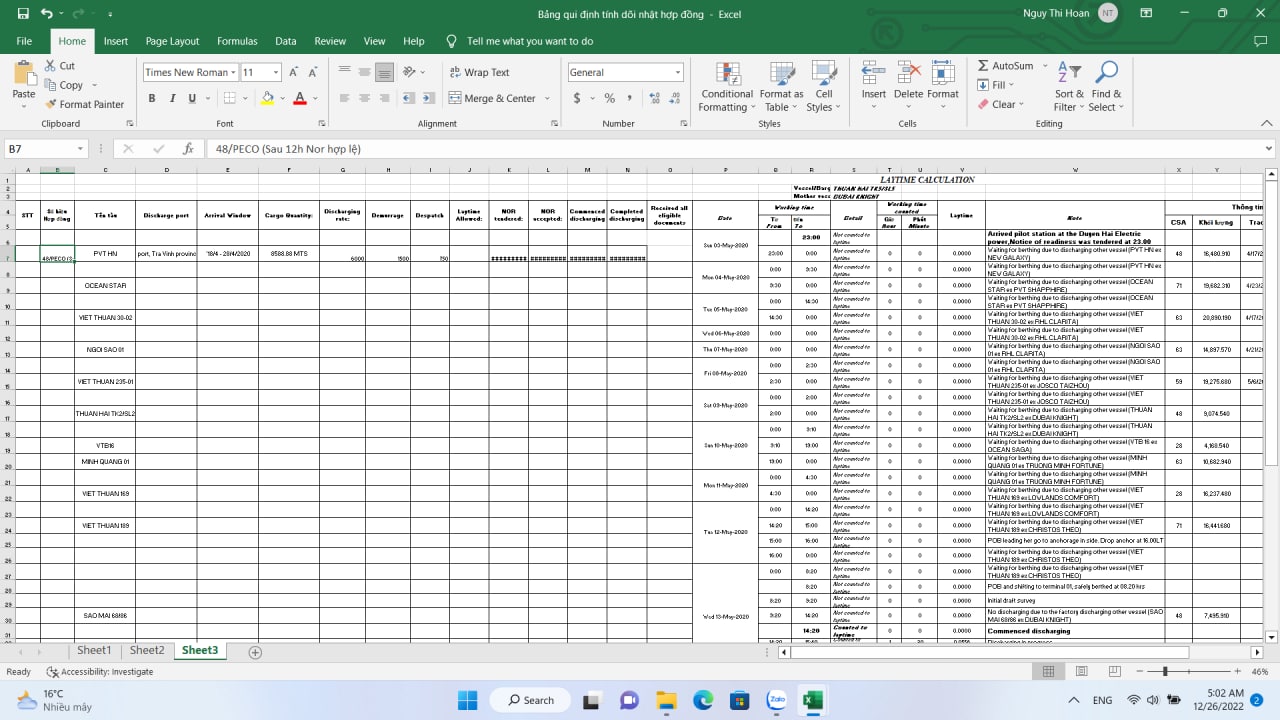 Bảng qui định tính dôi nhật hợp đồng - Excel
Nguy Thi Hoan NT
File Home Insert Page Layout Formulas Data Review View Help Tell me what you want to do
Paste
Cut
Copy
Format Painter
Clipboard
Times New Roman 11
B I U
Font
Wrap Text
Merge & Center
Alignment
General
Number
Conditional Formatting
Format as Table
Cell Styles
Styles
Insert Delete Format
Cells
AutoSum
Fill
Clear
Sort & Filter
Find & Select
Editing
B7 48/PECO (Sau 12h Nor hợp lệ)
A B C D E F G H I J K L M N O P Q R S T U V W X Y
LAYTIME CALCULATION
THUAN HAI TK5/SL5
DUBAI KNIGHT
STT
Tên tàu
Discharge port
Arrival Window
Cargo Quantity:
Discharging rate:
Demurrage
Despatch
Laytime Allowed:
NOR tendered:
NOR accepted:
Commenced discharging
Completed discharging
Received all eligible documents
Date
Working time
From
To
Detail
Working time counted
Hour
Minute
Laytime
Note
Thông tin
CSA
Khối lượng
Sun 03-May-2020 23:00 Not counted to laytime Arrived pilot station at the Duyen Hai Electric power,Notice of readiness was tendered at 23.00
PVT HN port, Tra Vinh provinc 18/4 - 28/4/2020 8588.88 MTS 1500 23:00 0:00 Not counted to laytime 0 0 0.0000 Waiting for berthing due to discharging other vessel (PVT HN ex NEW GALAXY) 48 16,480.910
Mon 04-May-2020 0:00 9:30 Not counted to laytime 0 0 0.0000 Waiting for berthing due to discharging other vessel (PVT HN ex NEW GALAXY)
OCEAN STAR 9:30 0:00 Not counted to laytime 0 0 0.0000 Waiting for berthing due to discharging other vessel (OCEAN STAR ex PVT SHAPPHIRE) 71 19,682.310
Tue 05-May-2020 0:00 14:30 Not counted to laytime 0 0 0.0000 Waiting for berthing due to discharging other vessel (OCEAN STAR ex PVT SHAPPHIRE)
VIET THUAN 30-02 14:30 0:00 Not counted to laytime 0 0 0.0000 Waiting for berthing due to discharging other vessel (VIET THUAN 30-02 ex RHL CLARITA) 63 20,890.190
Wed 06-May-2020 0:00 0:00 Not counted to laytime 0 0 0.0000 Waiting for berthing due to discharging other vessel (VIET THUAN 30-02 ex RHL CLARITA)
NGOI SAO 01 Thu 07-May-2020 0:00 0:00 Not counted to laytime 0 0 0.0000 Waiting for berthing due to discharging other vessel (NGOI SAO 01 ex RHL CLARITA) 63 14,897.570
Fri 08-May-2020 0:00 2:30 Not counted to laytime 0 0 0.0000 Waiting for berthing due to discharging other vessel (NGOI SAO 01 ex RHL CLARITA)
VIET THUAN 235-01 2:30 0:00 Not counted to laytime 0 0 0.0000 Waiting for berthing due to discharging other vessel (VIET THUAN 235-01 ex JOSCO TAIZHOU) 59 19,275.680
Sat 09-May-2020 0:00 2:00 Not counted to laytime 0 0 0.0000 Waiting for berthing due to discharging other vessel (VIET THUAN 235-01 ex JOSCO TAIZHOU)
THUAN HAI TK2/SL2 2:00 0:00 Not counted to laytime 0 0 0.0000 Waiting for berthing due to discharging other vessel (THUAN HAI TK2/SL2 ex DUBAI KNIGHT) 48 9,074.540
Sun 10-May-2020 0:00 3:10 Not counted to laytime 0 0 0.0000 Waiting for berthing due to discharging other vessel (THUAN HAI TK2/SL2 ex DUBAI KNIGHT)
VTB16 3:10 19:00 Not counted to laytime 0 0 0.0000 Waiting for berthing due to discharging other vessel (VTB 16 ex OCEAN SAGA) 28 4,168.540
MINH QUANG 01 19:00 0:00 Not counted to laytime 0 0 0.0000 Waiting for berthing due to discharging other vessel (MINH QUANG 01 ex TRUONG MINH FORTUNE) 63 10,682.940
Mon 11-May-2020 0:00 4:30 Not counted to laytime 0 0 0.0000 Waiting for berthing due to discharging other vessel (MINH QUANG 01 ex TRUONG MINH FORTUNE)
VIET THUAN 169 4:30 0:00 Not counted to laytime 0 0 0.0000 Waiting for berthing due to discharging other vessel (VIET THUAN 169 ex LOVLANDS COMFORT) 28 16,237.480
Tue 12-May-2020 0:00 14:20 Not counted to laytime 0 0 0.0000 Waiting for berthing due to discharging other vessel (VIET THUAN 169 ex LOVLANDS COMFORT)
VIET THUAN 189 14:20 15:00 Not counted to laytime 0 0 0.0000 Waiting for berthing due to discharging other vessel (VIET THUAN 189 ex CHRISTOS THEO) 71 16,441.680
15:00 16:00 Not counted to laytime 0 0 0.0000 POB leading her go to anchorage in side. Drop anchor at 16.00LT
16:00 0:00 Not counted to laytime 0 0 0.0000 Waiting for berthing due to discharging other vessel (VIET THUAN 189 ex CHRISTOS THEO)
Wed 13-May-2020 0:00 8:20 Not counted to laytime 0 0 0.0000 Waiting for berthing due to discharging other vessel (VIET THUAN 189 ex CHRISTOS THEO)
8:20 Not counted to laytime 0 0 0.0000 POB and shifting to terminal 01, safely berthed at 08.20 hrs
8:20 9:20 Not counted to laytime 0 0 0.0000 Initial draft survey
SAO MAI 68/86 9:20 14:20 Not counted to laytime 0 0 0.0000 No discharging due to the factory discharging other vessel (SAO MAI 68/86 ex DUBAI KNIGHT) 48 7,495.910
14:20 Counted to laytime 0 0 0.0000 Commenced discharging
Sheet1 Sheet2 Sheet3
Ready Accessibility: Investigate 46%
16°C
Nhiều mây
Search
Zalo
ENG
5:02 AM
12/26/2022
2